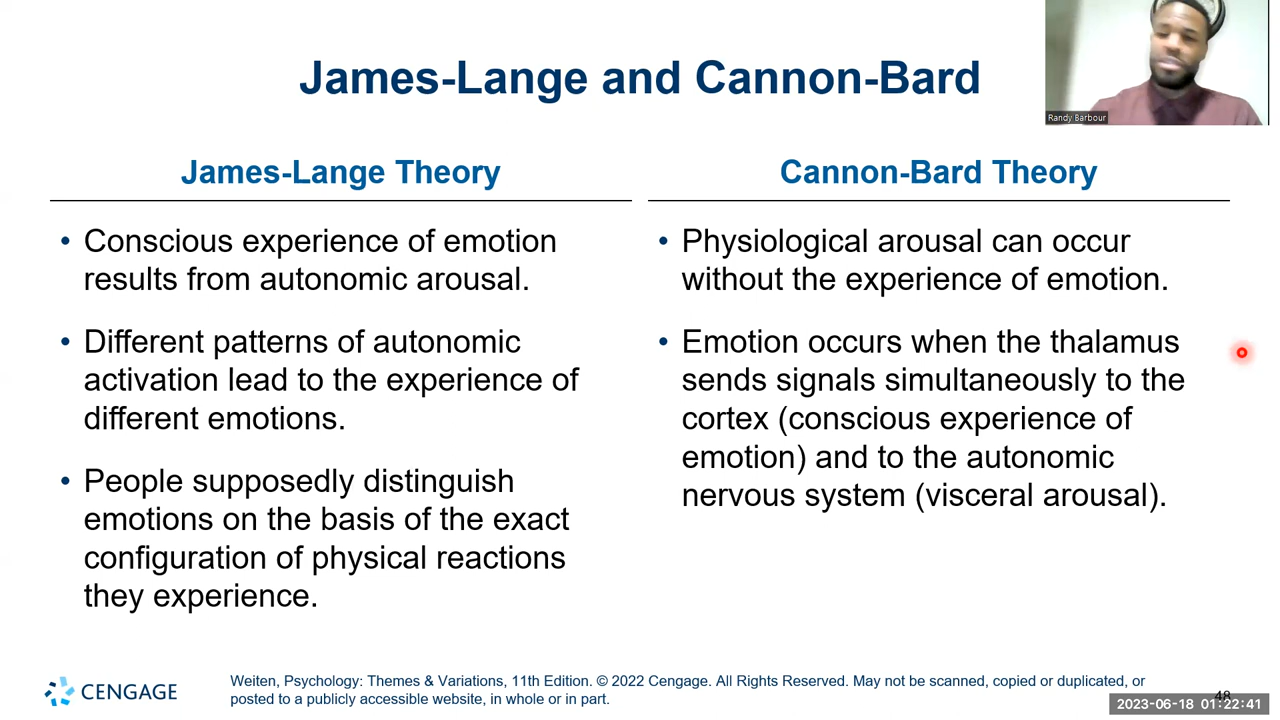 James-Lange and Cannon-Bard
Randy Barbour
James-Lange Theory
• Conscious experience of emotion
results from autonomic arousal.
• Different patterns of autonomic
activation lead to the experience of
different emotions.
• People supposedly distinguish
emotions on the basis of the exact
configuration of physical reactions
they experience.
Cannon-Bard Theory
• Physiological arousal can occur
without the experience of emotion.
• Emotion occurs when the thalamus
sends signals simultaneously to the
cortex (conscious experience of
emotion) and to the autonomic
nervous system (visceral arousal).
CENGAGE
Weiten, Psychology: Themes & Variations, 11th Edition. © 2022 Cengage. All Rights Reserved. May not be scanned, copied or duplicated, or
posted to a publicly accessible website, in whole or in part.
48
2023-06-18 01:22:41